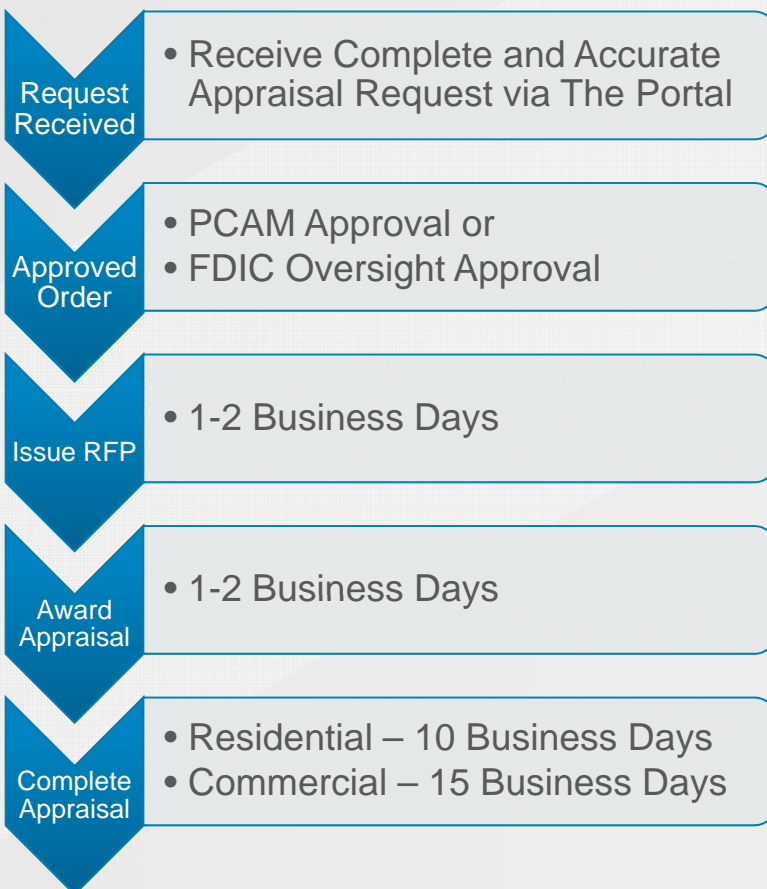 Request
Received
• Receive Complete and Accurate
Appraisal Request via The Portal
Approved
Order
• PCAM Approval or
• FDIC Oversight Approval
Issue RFP
• 1-2 Business Days
Award
Appraisal
• 1-2 Business Days
Complete
Appraisal
• Residential – 10 Business Days
• Commercial – 15 Business Days